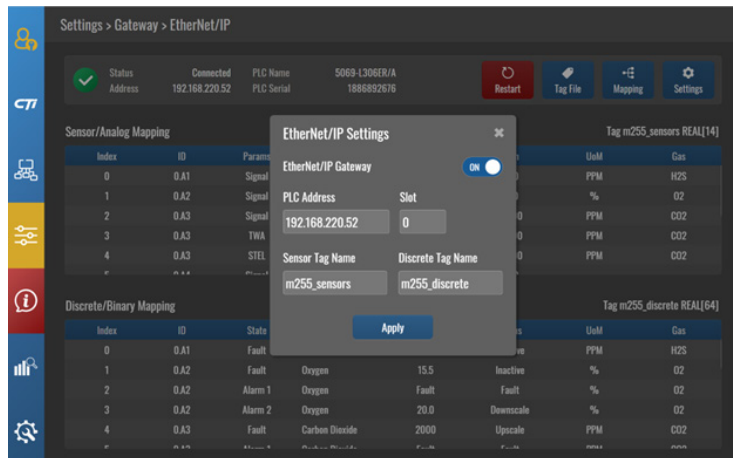 Settings > Gateway > EtherNet/IP
Status Connected PLC Name 5069-L306ER/A
Address 192.168.220.52 PLC Serial 1886892676
Restart Tag File Mapping Settings
CTI
Sensor/Analog Mapping Tag m255_sensors REAL[14]
Index ID Params UoM Gas
0 0.A1 Signal PPM H2S
1 0.A2 Signal % O2
2 0.A3 Signal PPM CO2
3 0.A3 TWA PPM CO2
4 0.A3 STEL PPM CO2
EtherNet/IP Settings
EtherNet/IP Gateway ON
PLC Address Slot
192.168.220.52 0
Sensor Tag Name Discrete Tag Name
m255_sensors m255_discrete
Apply
Discrete/Binary Mapping Tag m255_discrete REAL[64]
Index ID State UoM Gas
0 0.A1 Fault PPM H2S
1 0.A2 Fault Oxygen 15.5 Inactive % O2
2 0.A2 Alarm 1 Oxygen Fault Fault % O2
3 0.A2 Alarm 2 Oxygen 20.0 Downscale % O2
4 0.A3 Fault Carbon Dioxide 2000 Upscale PPM CO2